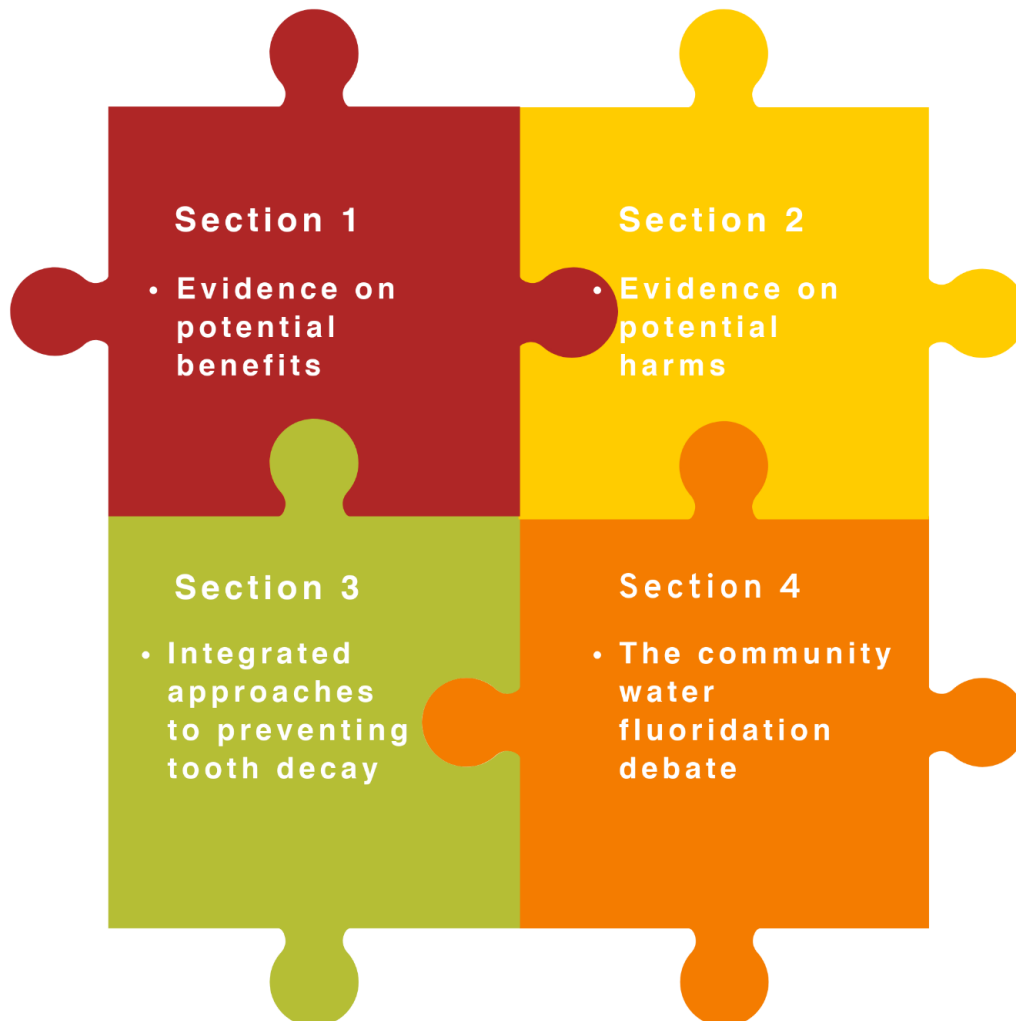 Section 1
• Evidence on
potential
benefits
Section 2
• Evidence on
potential
harms
Section 3
• Integrated
approaches
to preventing
tooth decay
Section 4
• The community
water
fluoridation
debate